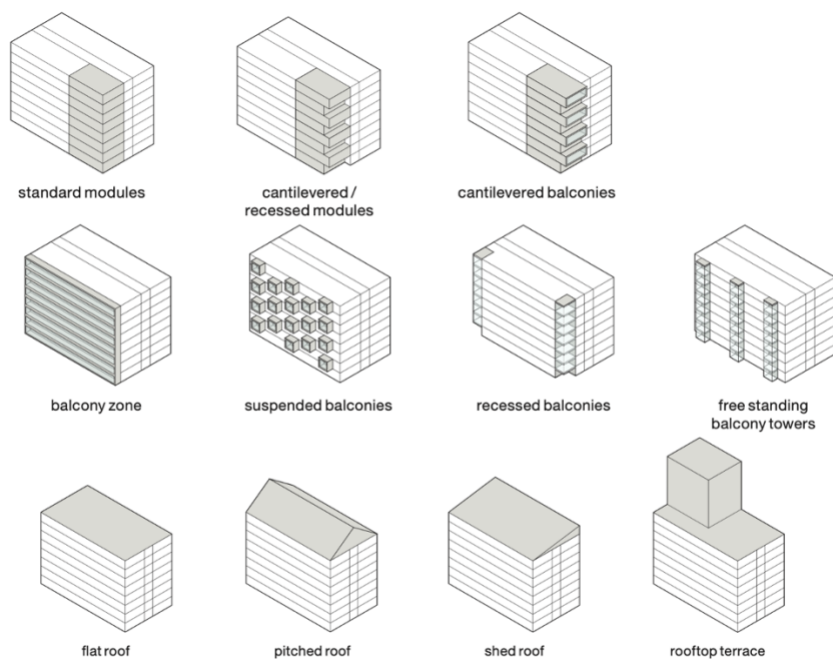 standard modules
cantilevered /
recessed modules
cantilevered balconies
balcony zone
suspended balconies
recessed balconies
free standing
balcony towers
flat roof
pitched roof
shed roof
rooftop terrace